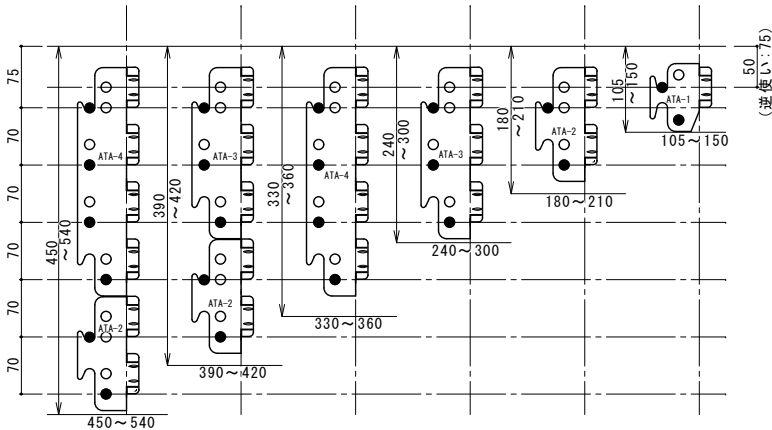 75
70
70
70
70
70
450
~540
ATA-4
ATA-2
450~540
390
~420
ATA-3
ATA-2
390~420
330
~360
ATA-4
330~360
240
~300
ATA-3
240~300
180
~210
ATA-2
180~210
105
~150
ATA-1
105~150
50
(逆使い:75)